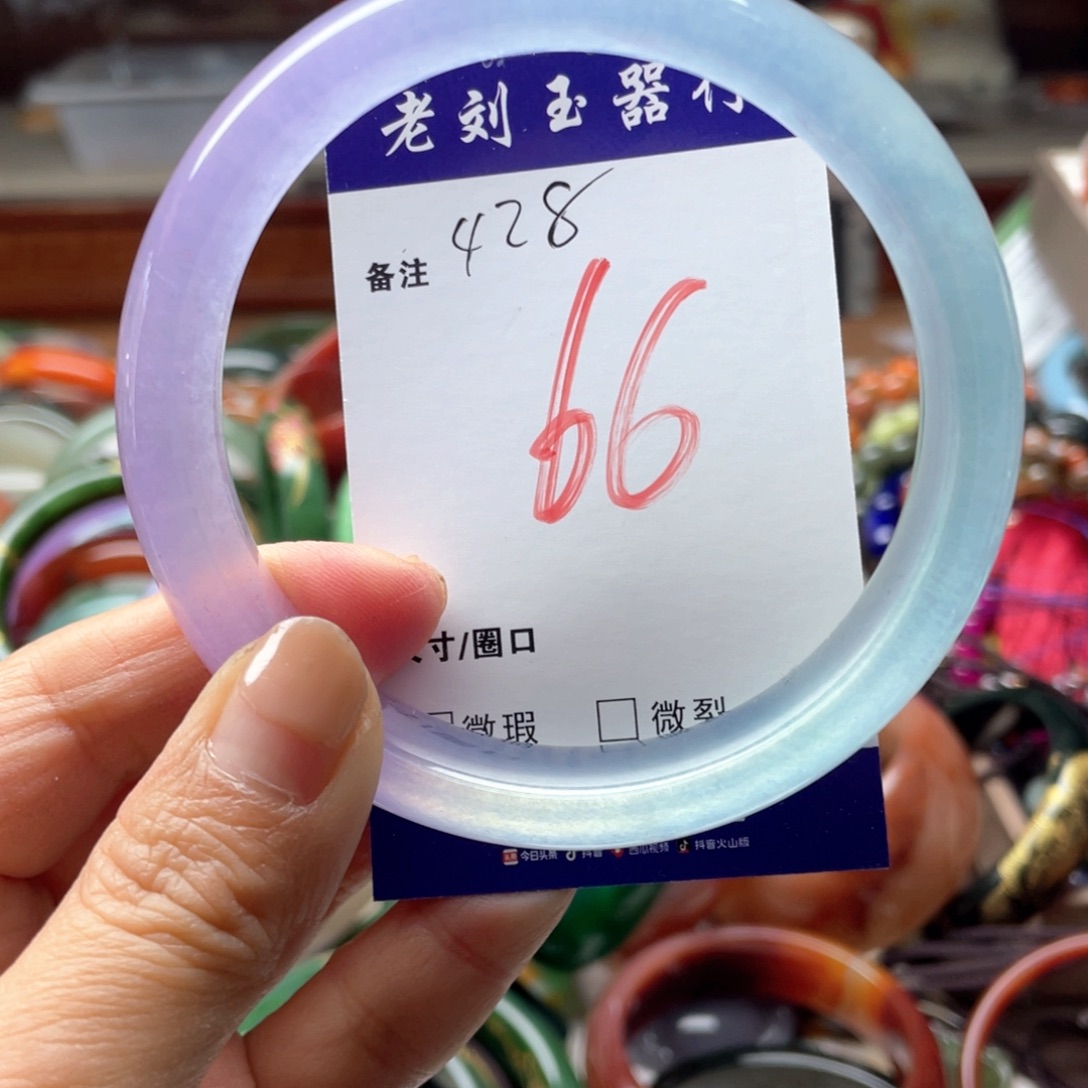 老刘玉器行
备注 428
66
寸/圈口
微瑕 □ 微裂
今日头条 抖音 西瓜视频 抖音火山版